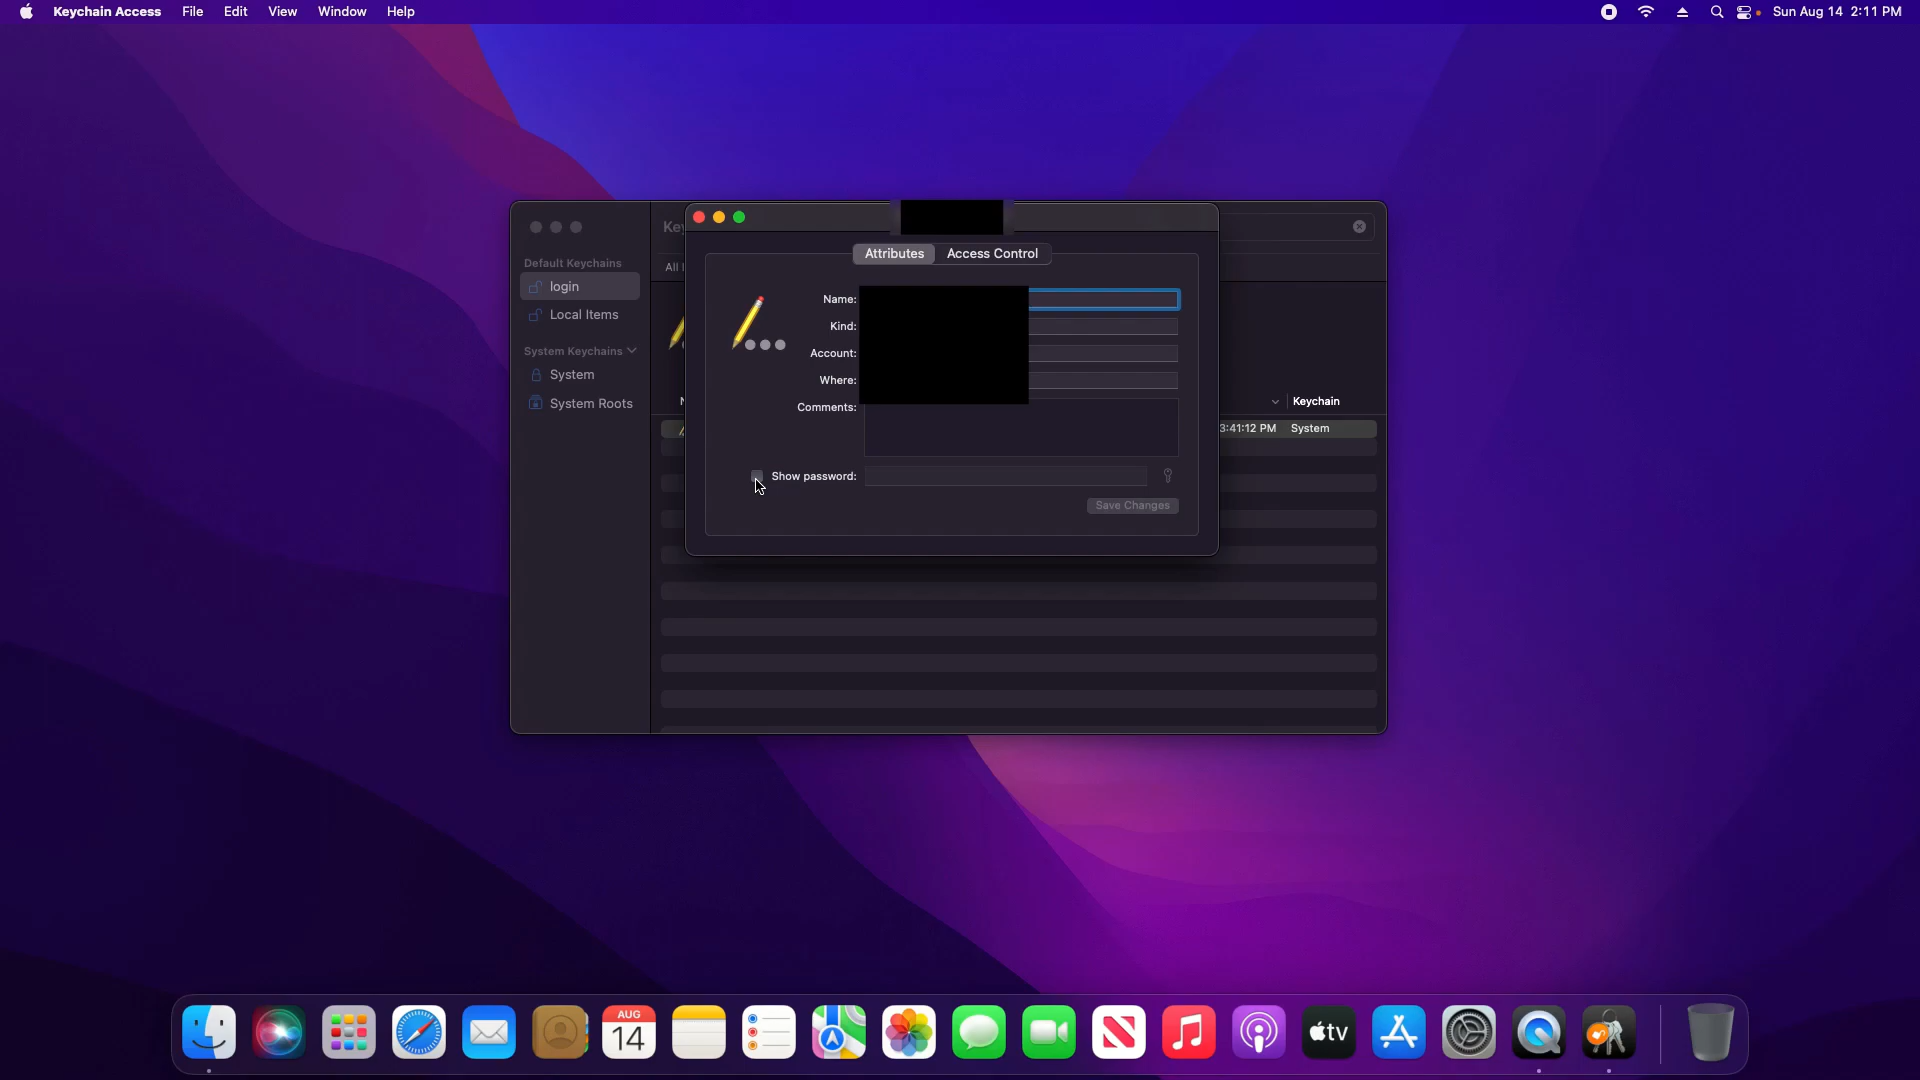 Keychain Access File Edit View Window Help Sun Aug 14 2:11 PM
Attributes Access Control
Default Keychains
login
Local Items
System Keychains
System
System Roots
All
Name:
Kind:
Account:
Where:
Comments:
Keychain
3:41:12 PM System
Show password:
Save Changes
AUG
14
tv